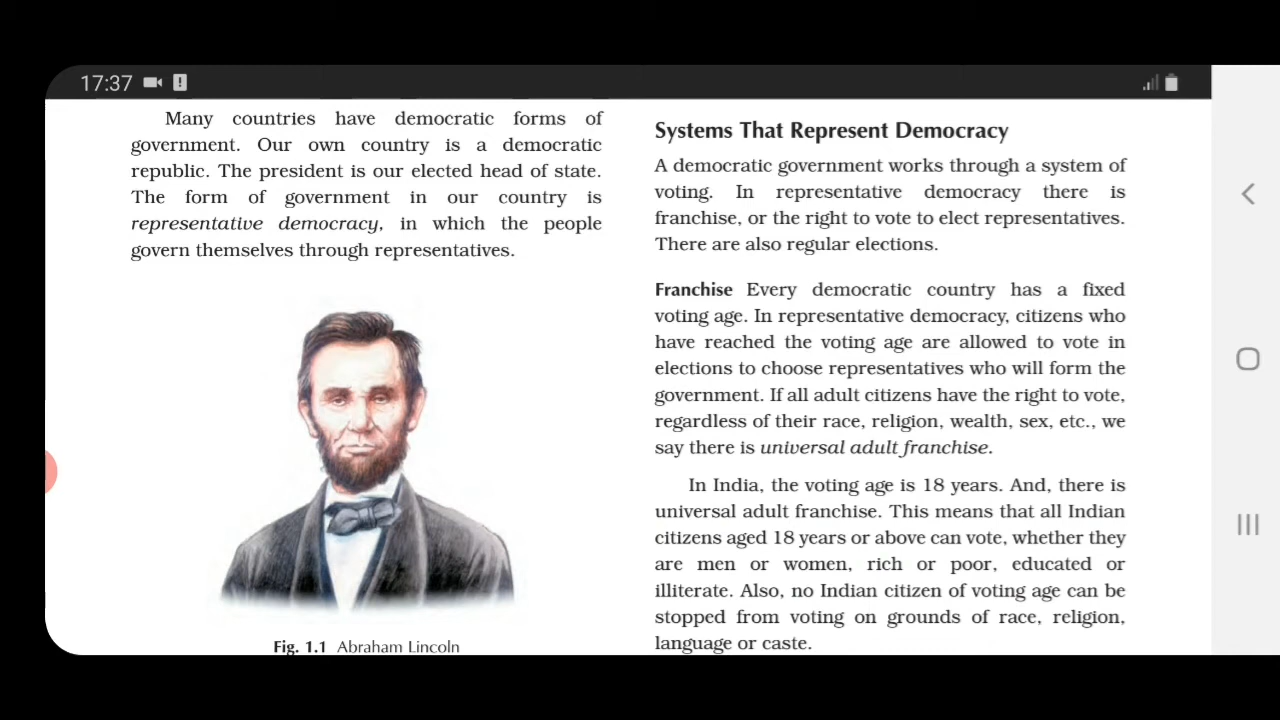 17:37
Many countries have democratic forms of
government. Our own country is a democratic
republic. The president is our elected head of state.
The form of government in our country is
representative democracy, in which the people
govern themselves through representatives.
Fig. 1.1 Abraham Lincoln
Systems That Represent Democracy
A democratic government works through a system of
voting. In representative democracy there is
franchise, or the right to vote to elect representatives.
There are also regular elections.
Franchise Every democratic country has a fixed
voting age. In representative democracy, citizens who
have reached the voting age are allowed to vote in
elections to choose representatives who will form the
government. If all adult citizens have the right to vote,
regardless of their race, religion, wealth, sex, etc., we
say there is universal adult franchise.
In India, the voting age is 18 years. And, there is
universal adult franchise. This means that all Indian
citizens aged 18 years or above can vote, whether they
are men or women, rich or poor, educated or
illiterate. Also, no Indian citizen of voting age can be
stopped from voting on grounds of race, religion,
language or caste.